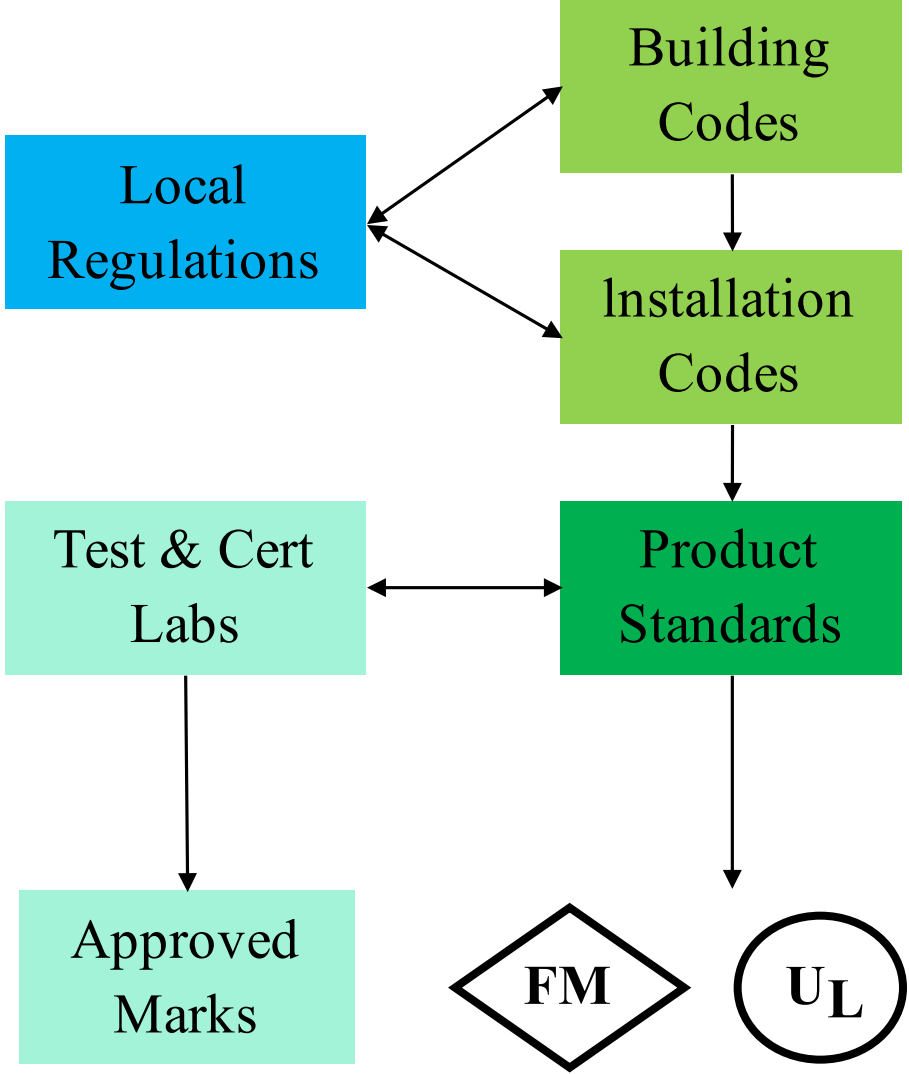 Building
Codes
Local
Regulations
lnstallation
Codes
Test & Cert
Labs
Product
Standards
Approved
Marks
FM
UL